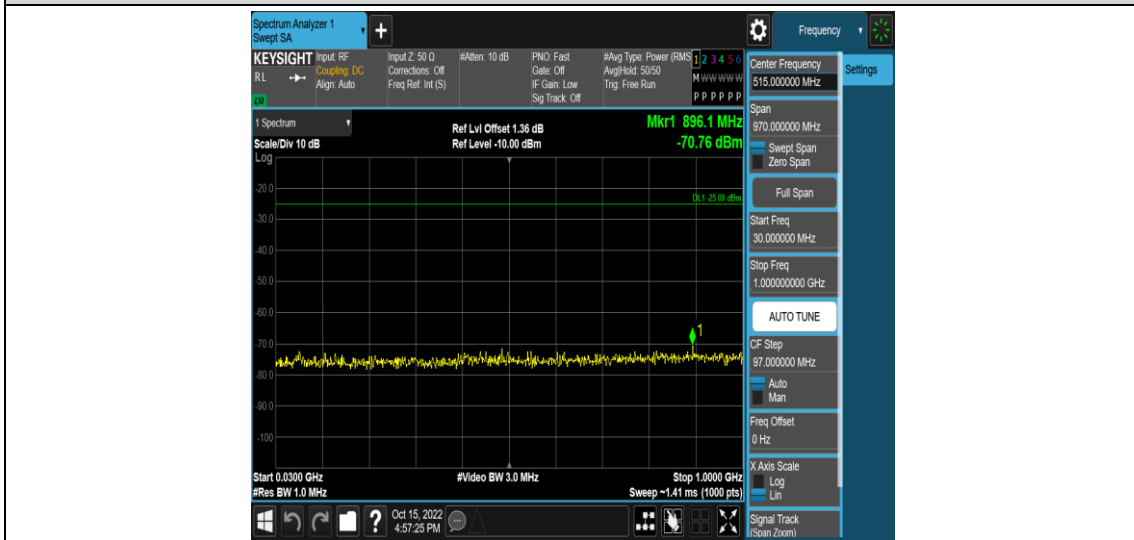 Spectrum Analyzer 1
Swept SA
+
Frequency
KEYSIGHT
RL
LXI
Input: RF
Coupling: DC
Align: Auto
Input Z: 50 Ω
Corrections: Off
Freq Ref: Int (S)
#Atten: 10 dB
PNO: Fast
Gate: Off
IF Gain: Low
Sig Track: Off
#Avg Type: Power (RMS
Avg|Hold: 50/50
Trig: Free Run
1 2 3 4 5 6
M W W W W W
P P P P P P
1 Spectrum
Scale/Div 10 dB
Log
Ref Lvl Offset 1.36 dB
Ref Level -10.00 dBm
Mkr1 896.1 MHz
-70.76 dBm
DL1 -25.00 dBm
-20.0
-30.0
-40.0
-50.0
-60.0
-70.0
-80.0
-90.0
-100
1
Start 0.0300 GHz
#Res BW 1.0 MHz
#Video BW 3.0 MHz
Stop 1.0000 GHz
Sweep ~1.41 ms (1000 pts)
Oct 15, 2022
4:57:25 PM
?
Center Frequency
515.000000 MHz
Settings
Span
970.000000 MHz
Swept Span
Zero Span
Full Span
Start Freq
30.000000 MHz
Stop Freq
1.000000000 GHz
AUTO TUNE
CF Step
97.000000 MHz
Auto
Man
Freq Offset
0 Hz
X Axis Scale
Log
Lin
Signal Track
(Span Zoom)